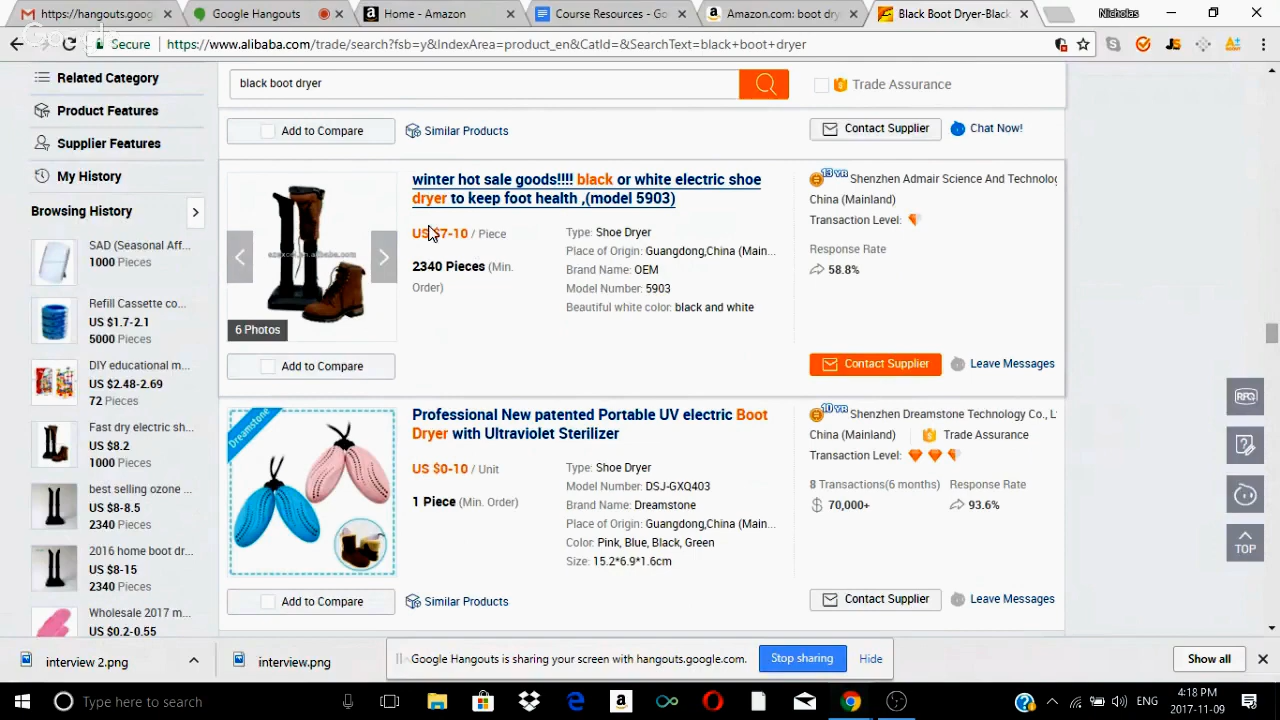 https://hangouts.googl
Google Hangouts
Home - Amazon
Course Resources - Go
Amazon.com: boot dry
Black Boot Dryer-Black
Nicholas
Secure
https://www.alibaba.com/trade/search?fsb=y&IndexArea=product_en&CatId=&SearchText=black+boot+dryer
Related Category
Product Features
Supplier Features
My History
Browsing History
SAD (Seasonal Aff...
1000 Pieces
Refill Cassette co...
US $1.7-2.1
5000 Pieces
DIY educational m...
US $2.48-2.69
72 Pieces
Fast dry electric sh...
US $8.2
1000 Pieces
best selling ozone ...
US $8-8.5
2340 Pieces
2016 home boot dr...
US $8-15
2340 Pieces
Wholesale 2017 m...
US $0.2-0.55
black boot dryer
Trade Assurance
Add to Compare
Similar Products
Contact Supplier
Chat Now!
6 Photos
winter hot sale goods!!!! black or white electric shoe
dryer to keep foot health ,(model 5903)
US $7-10 / Piece
2340 Pieces (Min.
Order)
Type: Shoe Dryer
Place of Origin: Guangdong,China (Main...
Brand Name: OEM
Model Number: 5903
Beautiful white color: black and white
13 YR
Shenzhen Admair Science And Technolog
China (Mainland)
Transaction Level:
Response Rate
58.8%
Add to Compare
Contact Supplier
Leave Messages
Dreamstone
Professional New patented Portable UV electric Boot
Dryer with Ultraviolet Sterilizer
US $0-10 / Unit
1 Piece (Min. Order)
Type: Shoe Dryer
Model Number: DSJ-GXQ403
Brand Name: Dreamstone
Place of Origin: Guangdong,China (Main...
Color: Pink, Blue, Black, Green
Size: 15.2*6.9*1.6cm
10 YR
Shenzhen Dreamstone Technology Co., L
China (Mainland)
Trade Assurance
Transaction Level:
8 Transactions(6 months)
Response Rate
$ 70,000+
93.6%
Add to Compare
Similar Products
Contact Supplier
Leave Messages
RFQ
TOP
interview 2.png
interview.png
Google Hangouts is sharing your screen with hangouts.google.com.
Stop sharing
Hide
Show all
Type here to search
ENG
4:18 PM
2017-11-09